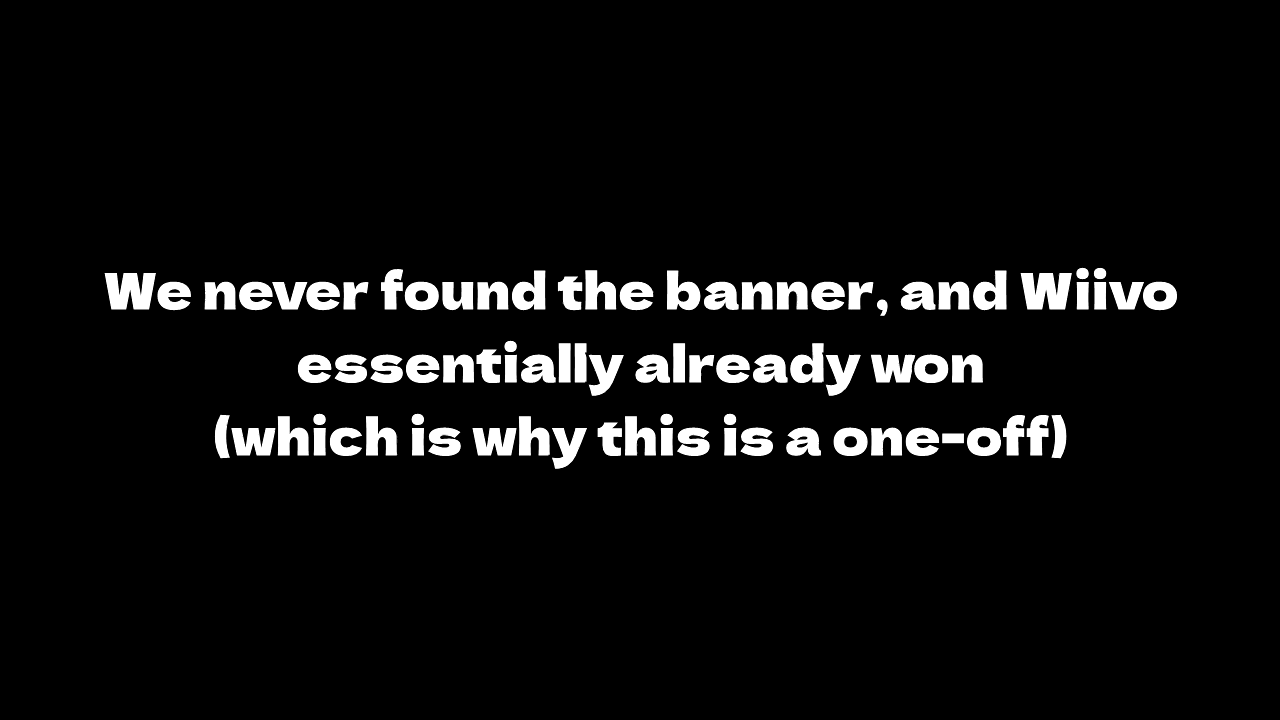 We never found the banner, and Wiivo
essentially already won
(which is why this is a one-off)